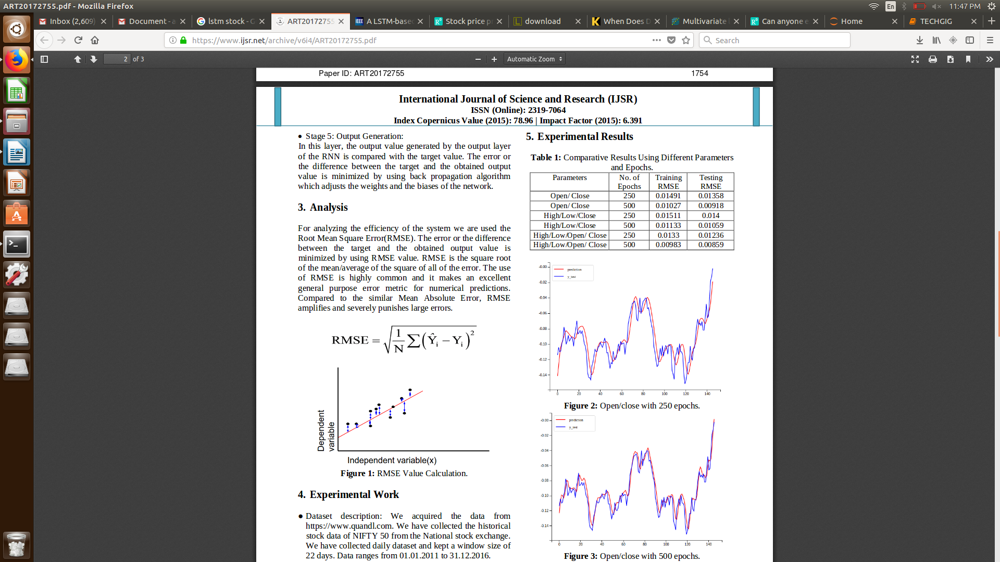 ART20172755.pdf - Mozilla Firefox
En
11:47 PM
Inbox (2,609)
Document - a
lstm stock - G
ART20172755
IEEE
A LSTM-base
Stock price p
download
When Does D
Multivariate
Can anyone e
Home
TECHGIG
https://www.ijsr.net/archive/v6i4/ART20172755.pdf
Search
2 of 3
Automatic Zoom
Paper ID: ART20172755
1754
International Journal of Science and Research (IJSR)
ISSN (Online): 2319-7064
Index Copernicus Value (2015): 78.96 | Impact Factor (2015): 6.391
• Stage 5: Output Generation:
In this layer, the output value generated by the output layer
of the RNN is compared with the target value. The error or
the difference between the target and the obtained output
value is minimized by using back propagation algorithm
which adjusts the weights and the biases of the network.
3. Analysis
For analyzing the efficiency of the system we are used the
Root Mean Square Error(RMSE). The error or the difference
between the target and the obtained output value is
minimized by using RMSE value. RMSE is the square root
of the mean/average of the square of all of the error. The use
of RMSE is highly common and it makes an excellent
general purpose error metric for numerical predictions.
Compared to the similar Mean Absolute Error, RMSE
amplifies and severely punishes large errors.
RMSE = √(1/N ∑(Ŷi − Yi)²)
Dependent
variable
Independent variable(x)
Figure 1: RMSE Value Calculation.
4. Experimental Work
• Dataset description: We acquired the data from
https://www.quandl.com. We have collected the historical
stock data of NIFTY 50 from the National stock exchange.
We have collected daily dataset and kept a window size of
22 days. Data ranges from 01.01.2011 to 31.12.2016.
5. Experimental Results
Table 1: Comparative Results Using Different Parameters
and Epochs.
Parameters No. of Epochs Training RMSE Testing RMSE
Open/ Close 250 0.01491 0.01358
Open/ Close 500 0.01027 0.00918
High/Low/Close 250 0.01511 0.014
High/Low/Close 500 0.01133 0.01059
High/Low/Open/ Close 250 0.0133 0.01236
High/Low/Open/ Close 500 0.00983 0.00859
prediction
y_test
-0.00
-0.02
-0.04
-0.06
-0.08
-0.10
-0.12
-0.14
0 20 40 60 80 100 120 140
Figure 2: Open/close with 250 epochs.
prediction
y_test
-0.00
-0.02
-0.04
-0.06
-0.08
-0.10
-0.12
-0.14
0 20 40 60 80 100 120 140
Figure 3: Open/close with 500 epochs.